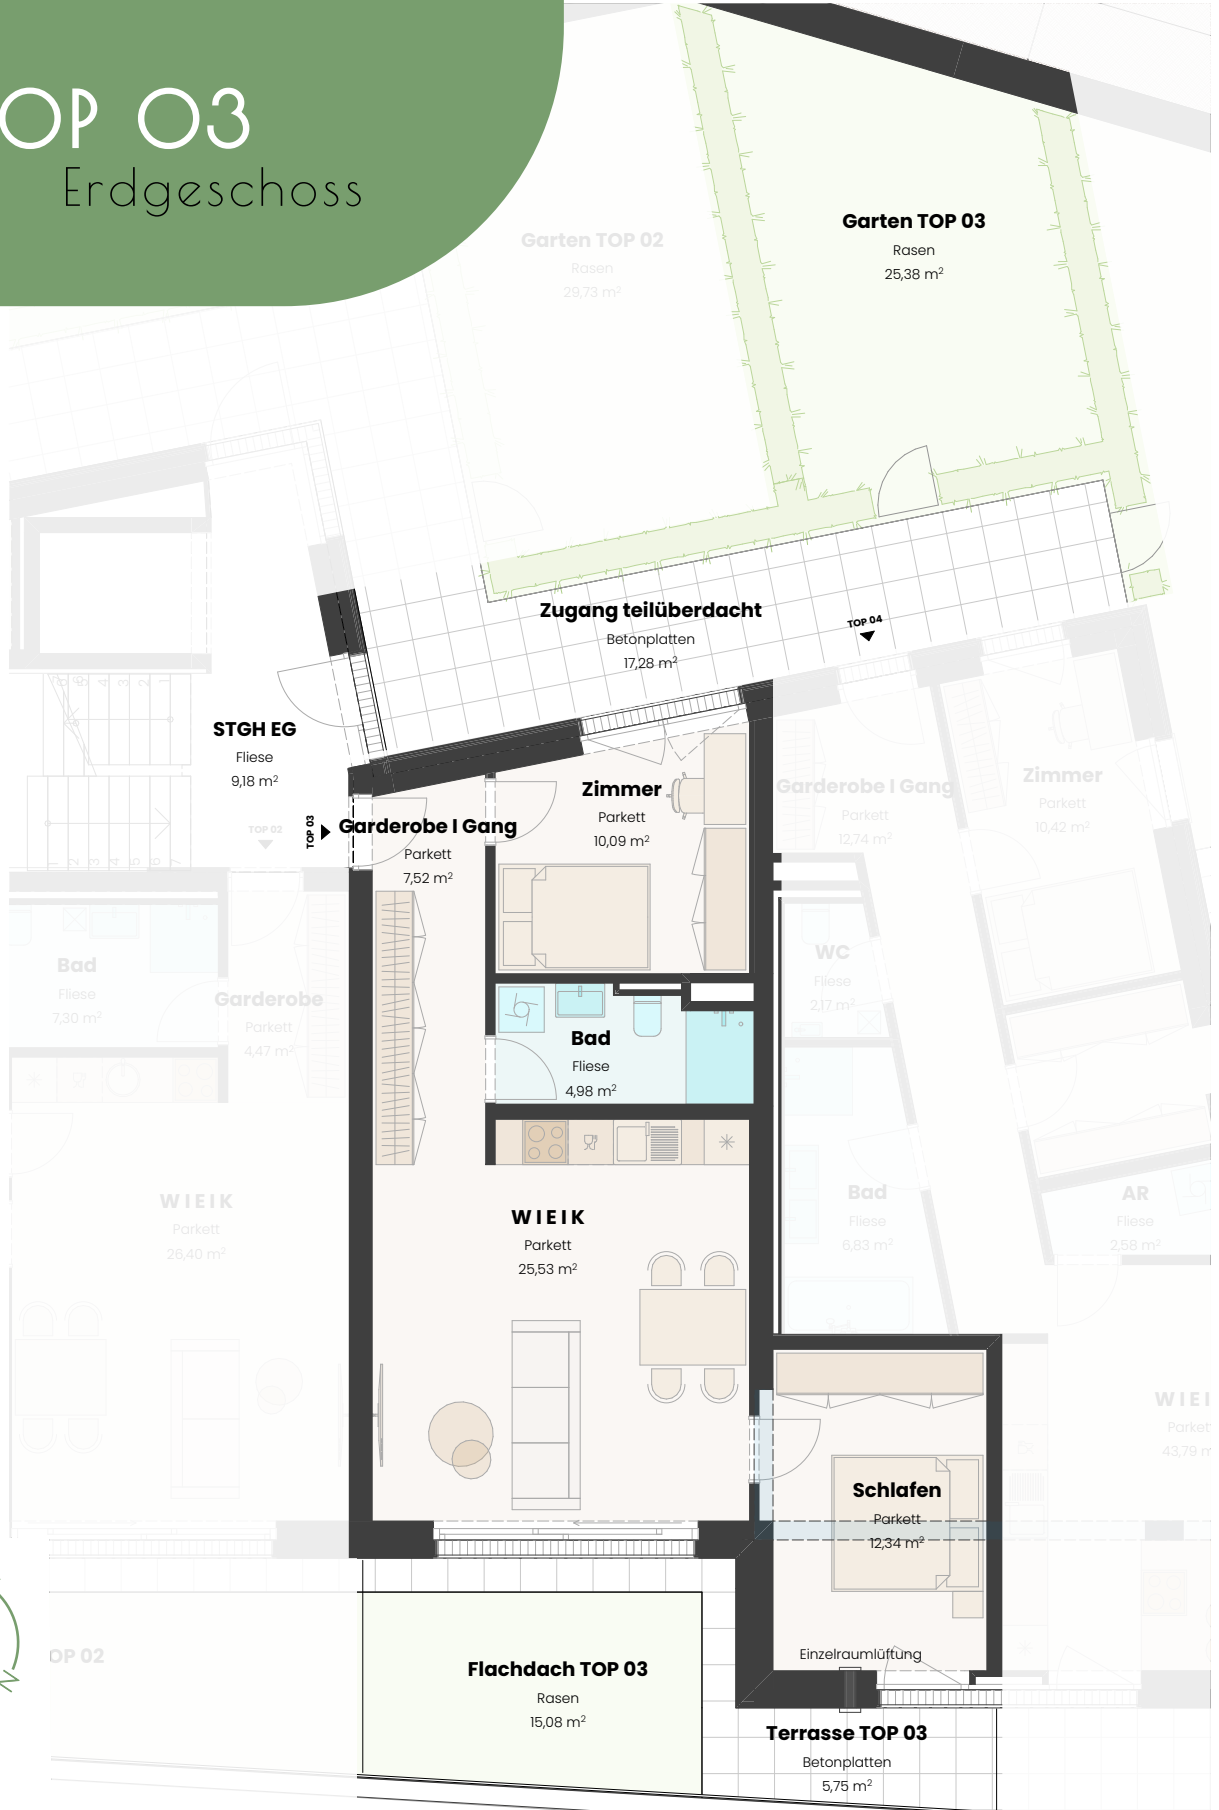 OP 03
Erdgeschoss
Garten TOP 03
Rasen
25,38 m²
Garten TOP 02
Rasen
29,73 m²
Zugang teilüberdacht
Betonplatten
17,28 m²
TOP 04
STGH EG
Fliese
9,18 m²
TOP 02
TOP 03
Garderobe I Gang
Parkett
7,52 m²
Zimmer
Parkett
10,09 m²
Garderobe I Gang
Parkett
12,74 m²
Zimmer
Parkett
10,42 m²
Bad
Fliese
7,30 m²
Garderobe
Parkett
4,47 m²
Bad
Fliese
4,98 m²
WC
Fliese
2,17 m²
WIEIK
Parkett
26,40 m²
WIEIK
Parkett
25,53 m²
Bad
Fliese
6,83 m²
AR
Fliese
2,58 m²
WIEI
Parket
43,79 m
Schlafen
Parkett
12,34 m²
Einzelraumlüftung
OP 02
Flachdach TOP 03
Rasen
15,08 m²
Terrasse TOP 03
Betonplatten
5,75 m²
N